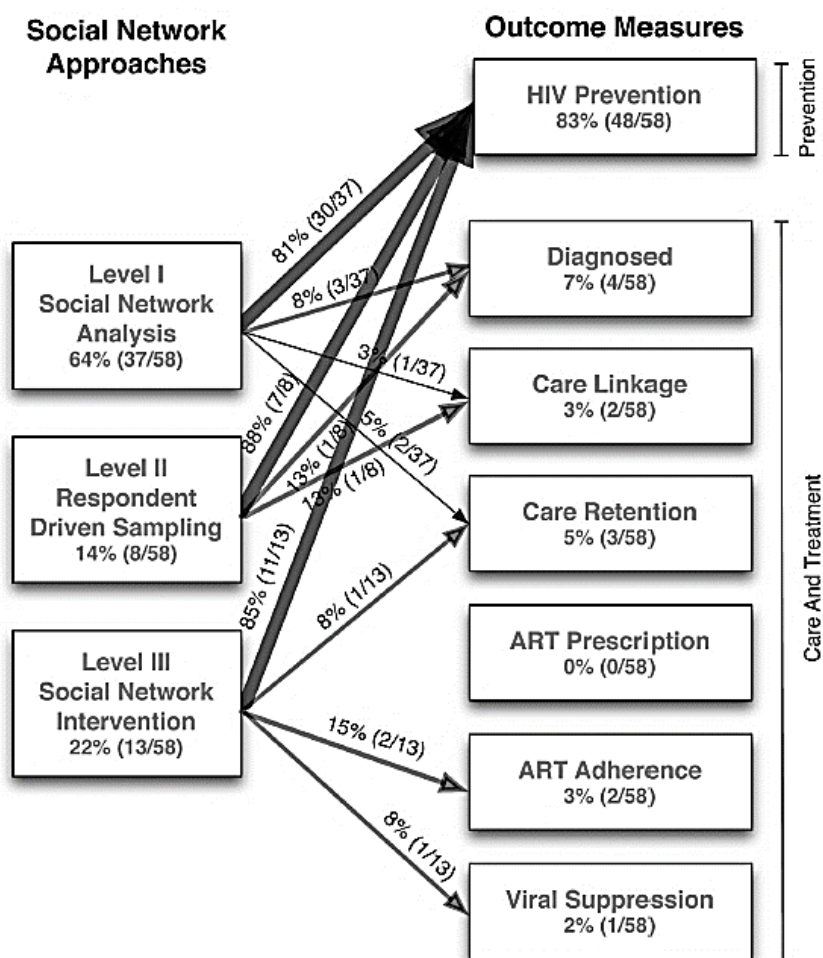 Social Network
Approaches
Outcome Measures
HIV Prevention
83% (48/58)
Prevention
81% (30/37)
Level I
Social Network
Analysis
64% (37/58)
8% (3/37)
Diagnosed
7% (4/58)
3% (1/37)
Care Linkage
3% (2/58)
88% (7/8)
5% (2/37)
13% (1/8)
13% (1/8)
Level II
Respondent
Driven Sampling
14% (8/58)
Care Retention
5% (3/58)
85% (11/13)
8% (1/13)
Care And Treatment
ART Prescription
0% (0/58)
Level III
Social Network
Intervention
22% (13/58)
15% (2/13)
ART Adherence
3% (2/58)
8% (1/13)
Viral Suppression
2% (1/58)